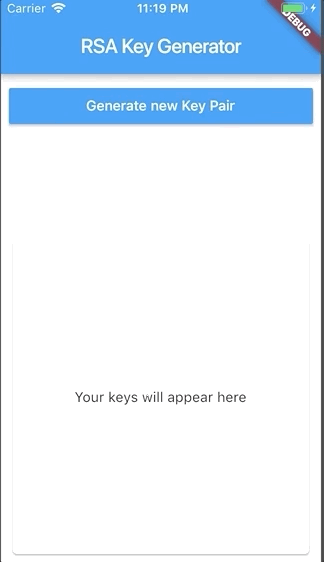 Carrier 11:19 PM
DEBUG
RSA Key Generator
Generate new Key Pair
Your keys will appear here